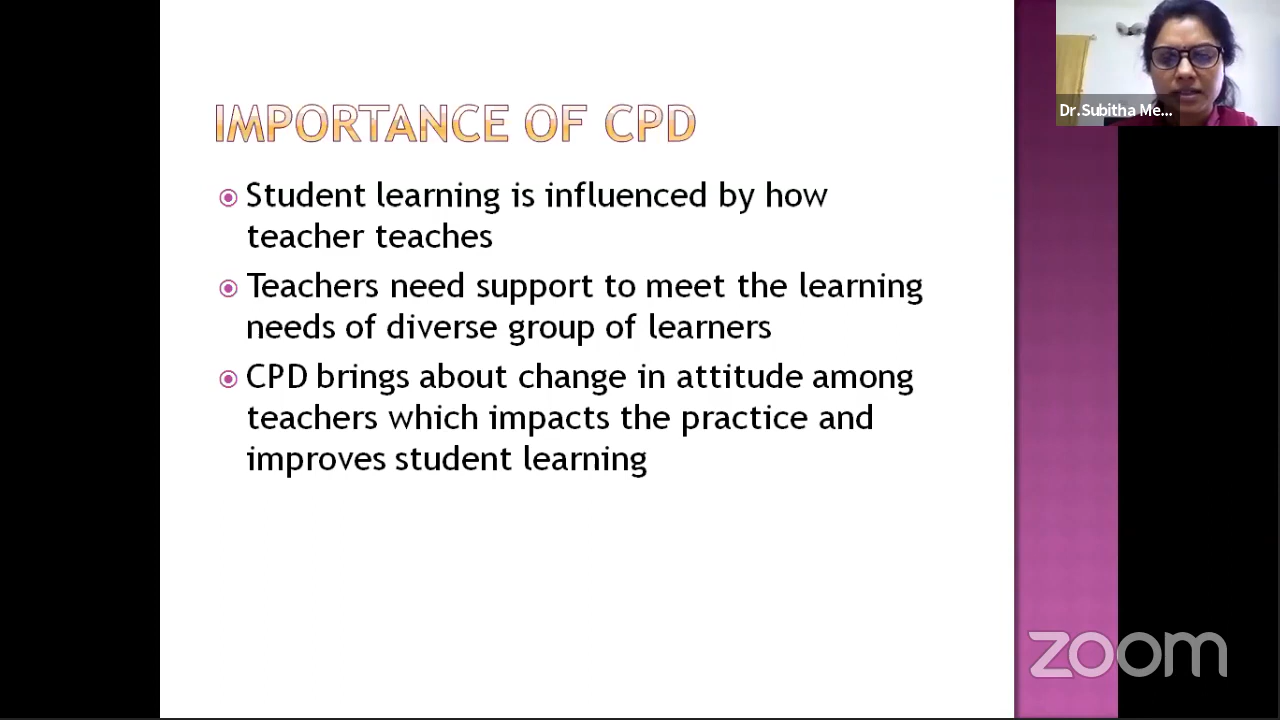 Dr.Subitha Me...
IMPORTANCE OF CPD
Student learning is influenced by how
teacher teaches
Teachers need support to meet the learning
needs of diverse group of learners
CPD brings about change in attitude among
teachers which impacts the practice and
improves student learning
zoom